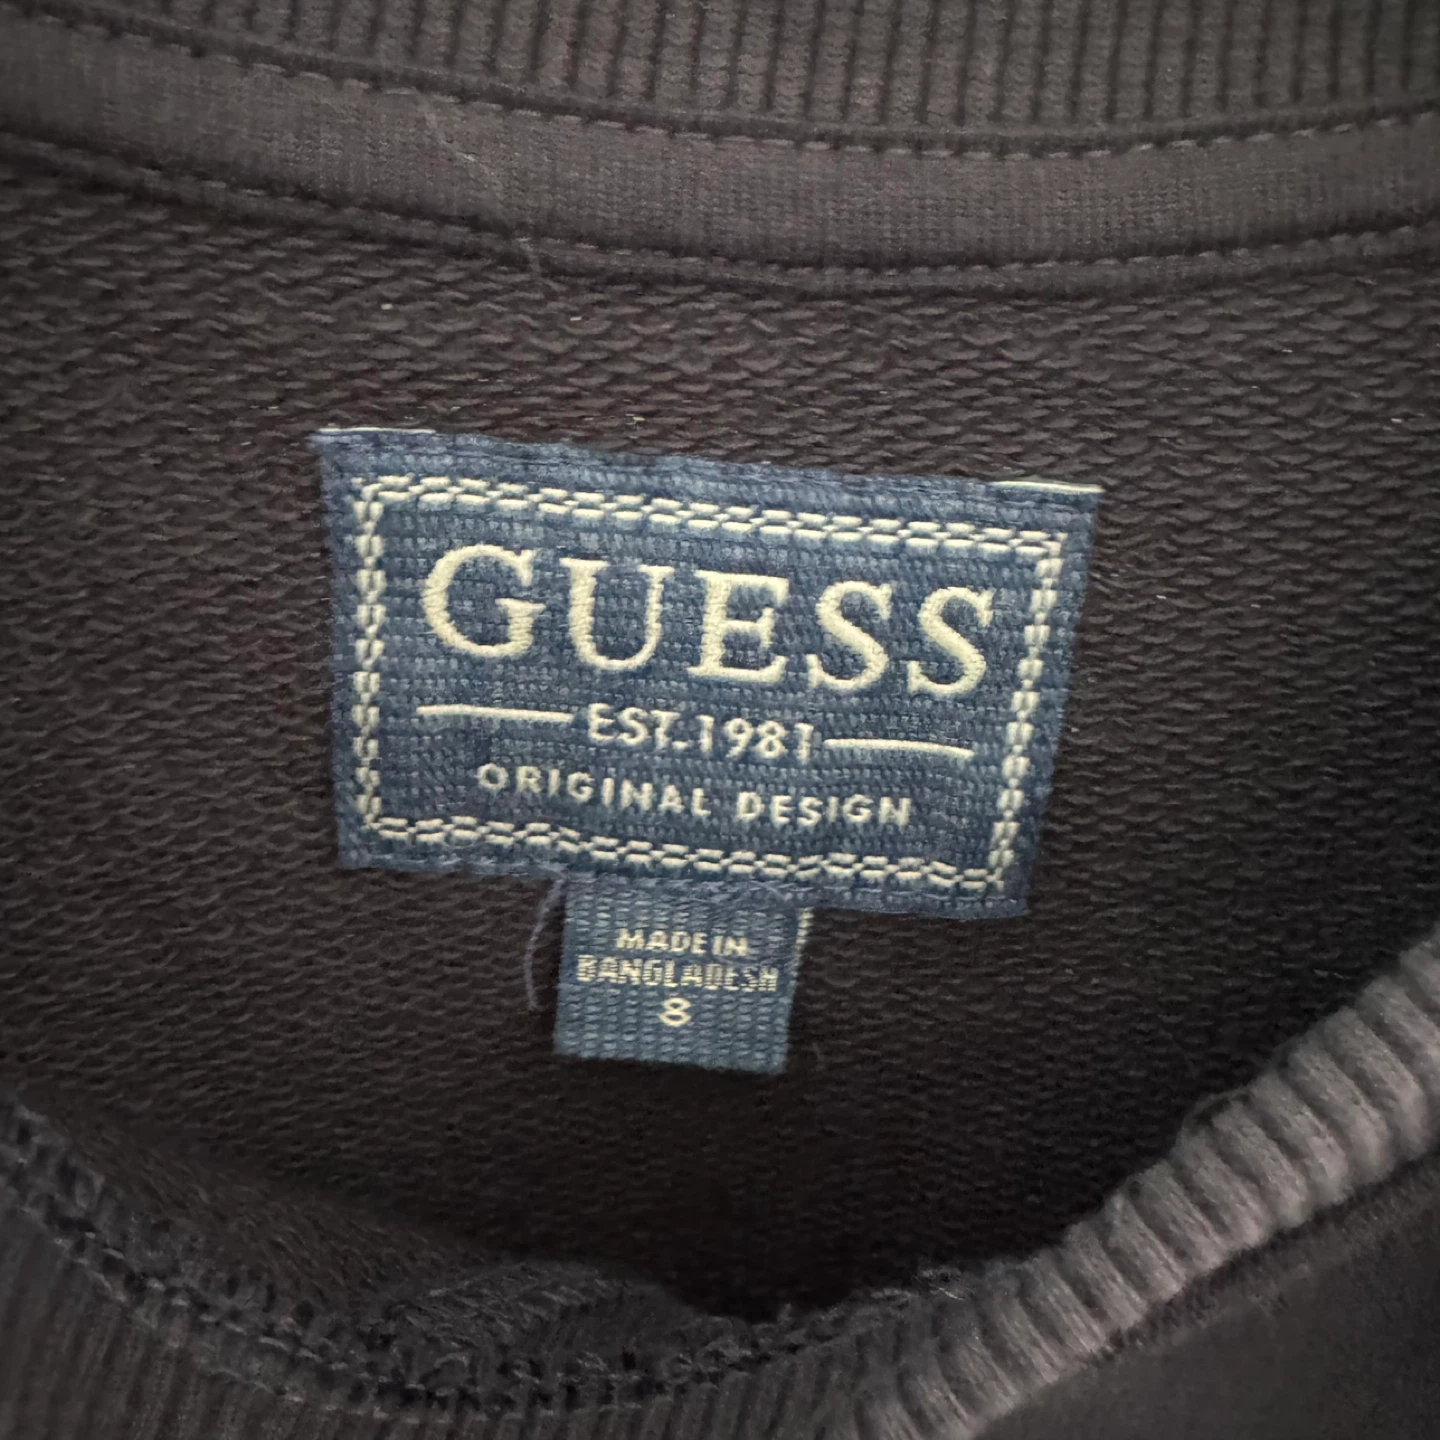 GUESS
EST.1981
ORIGINAL DESIGN
MADE IN
BANGLADESH
8